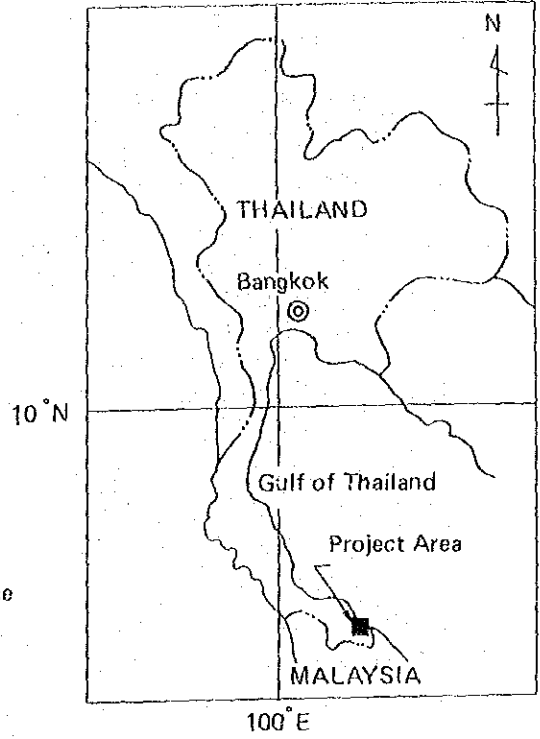 N
THAILAND
Bangkok
10°N
Gulf of Thailand
Project Area
e
MALAYSIA
100°E